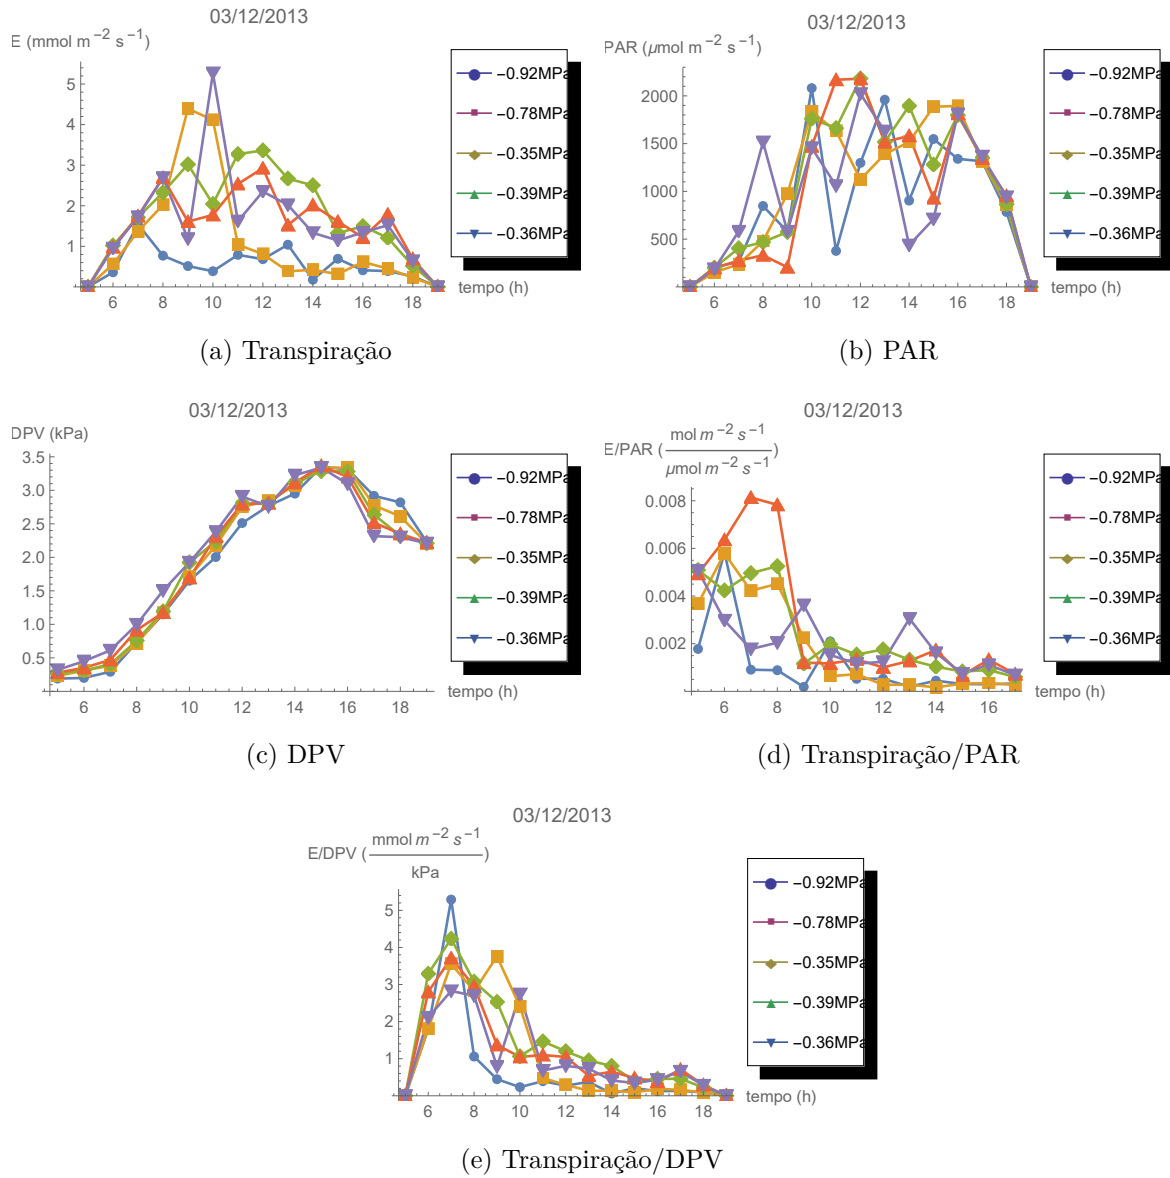 03/12/2013
E (mmol m⁻² s⁻¹)
5
4
3
2
1
6 8 10 12 14 16 18
tempo (h)
−0.92MPa
−0.78MPa
−0.35MPa
−0.39MPa
−0.36MPa
(a) Transpiração
03/12/2013
PAR (μmol m⁻² s⁻¹)
2000
1500
1000
500
6 8 10 12 14 16 18
tempo (h)
−0.92MPa
−0.78MPa
−0.35MPa
−0.39MPa
−0.36MPa
(b) PAR
03/12/2013
DPV (kPa)
3.5
3.0
2.5
2.0
1.5
1.0
0.5
6 8 10 12 14 16 18
tempo (h)
−0.92MPa
−0.78MPa
−0.35MPa
−0.39MPa
−0.36MPa
(c) DPV
03/12/2013
E/PAR (mol m⁻² s⁻¹
μmol m⁻² s⁻¹)
0.008
0.006
0.004
0.002
6 8 10 12 14 16
tempo (h)
−0.92MPa
−0.78MPa
−0.35MPa
−0.39MPa
−0.36MPa
(d) Transpiração/PAR
03/12/2013
E/DPV (mmol m⁻² s⁻¹
kPa)
5
4
3
2
1
6 8 10 12 14 16 18
tempo (h)
−0.92MPa
−0.78MPa
−0.35MPa
−0.39MPa
−0.36MPa
(e) Transpiração/DPV